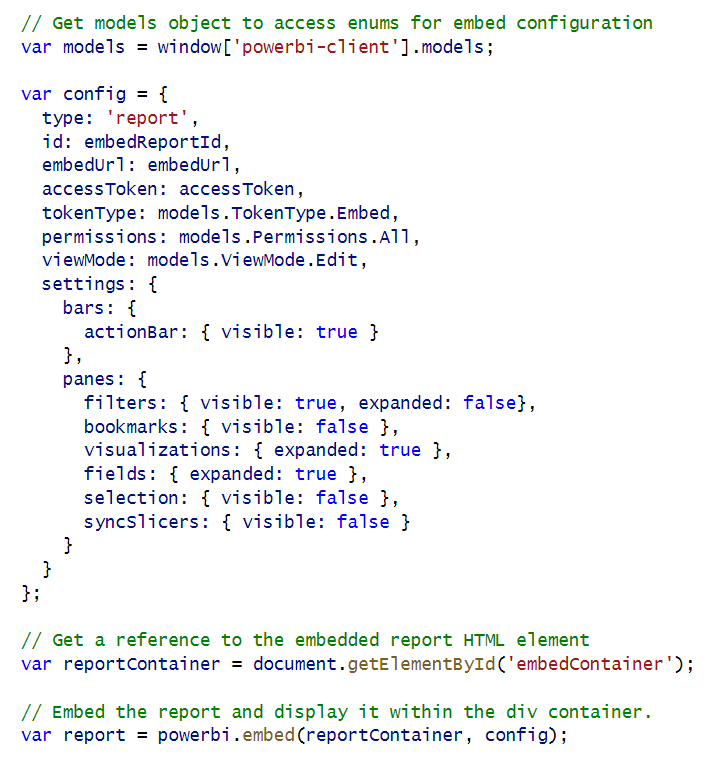 // Get models object to access enums for embed configuration
var models = window['powerbi-client'].models;

var config = {
  type: 'report',
  id: embedReportId,
  embedUrl: embedUrl,
  accessToken: accessToken,
  tokenType: models.TokenType.Embed,
  permissions: models.Permissions.All,
  viewMode: models.ViewMode.Edit,
  settings: {
    bars: {
      actionBar: { visible: true }
    },
    panes: {
      filters: { visible: true, expanded: false},
      bookmarks: { visible: false },
      visualizations: { expanded: true },
      fields: { expanded: true },
      selection: { visible: false },
      syncSlicers: { visible: false }
    }
  }
};

// Get a reference to the embedded report HTML element
var reportContainer = document.getElementById('embedContainer');

// Embed the report and display it within the div container.
var report = powerbi.embed(reportContainer, config);